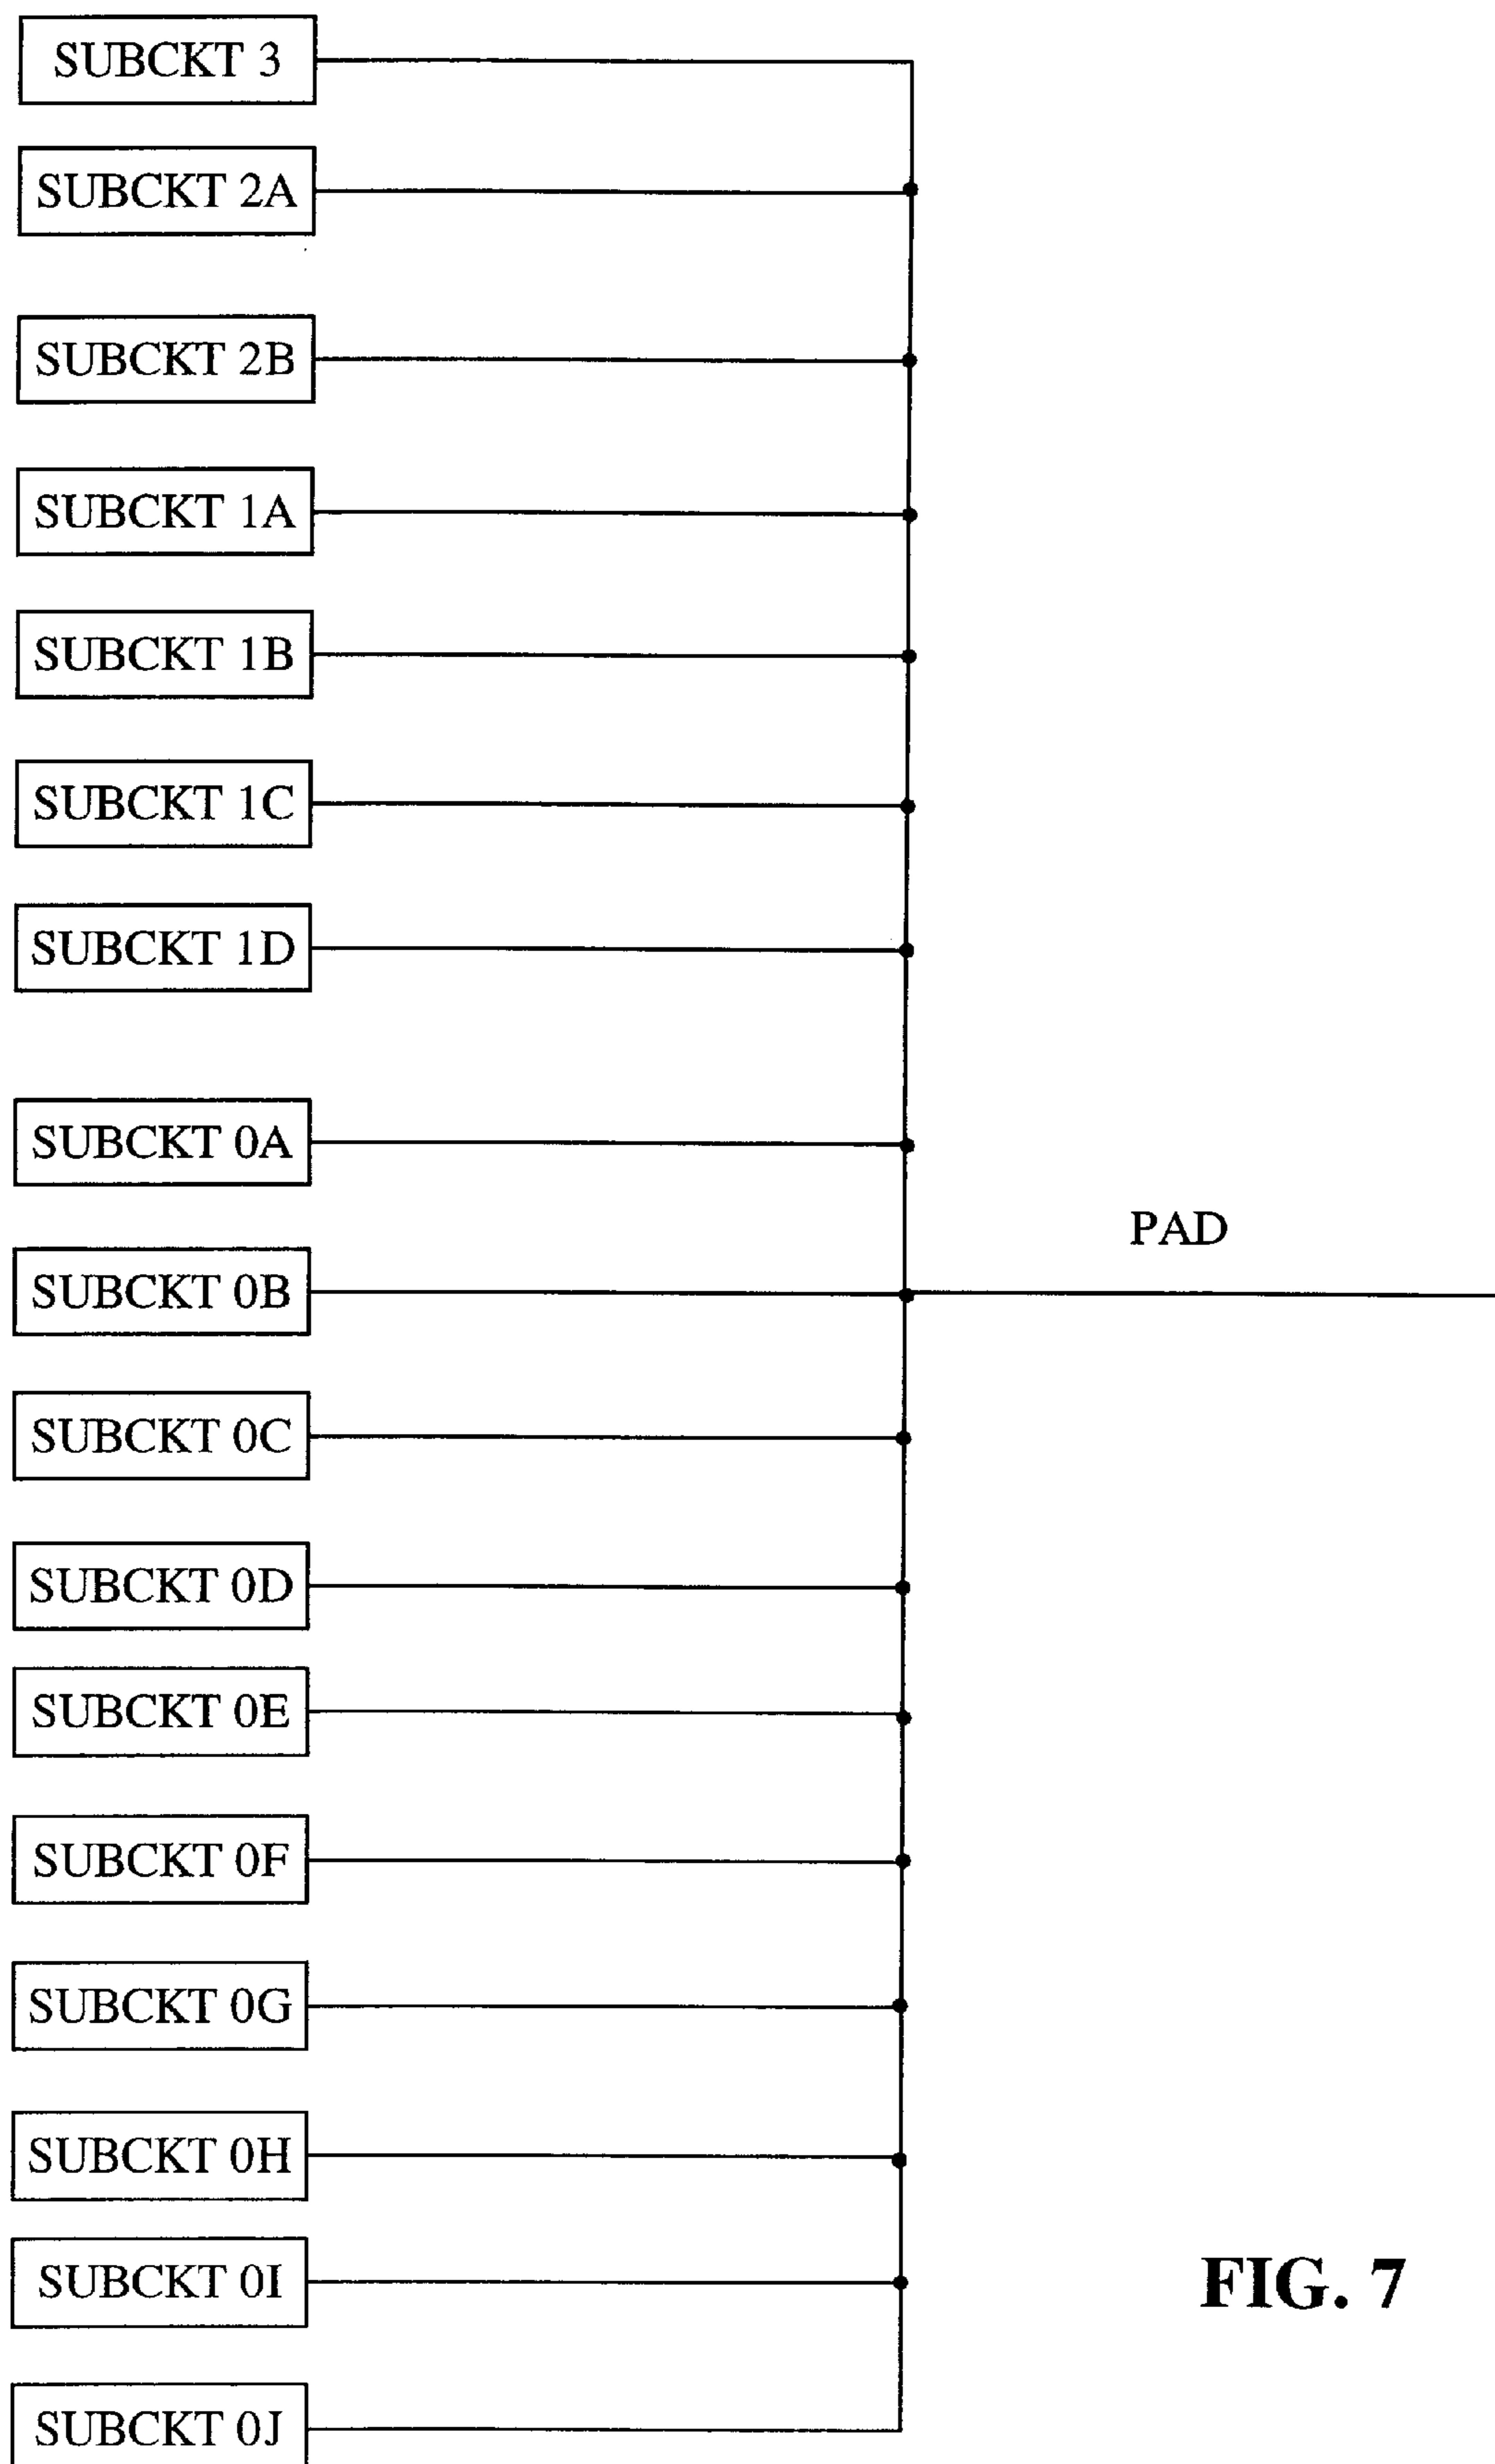 SUBCKT 3
SUBCKT 2A
SUBCKT 2B
SUBCKT 1A
SUBCKT 1B
SUBCKT 1C
SUBCKT 1D
SUBCKT 0A
PAD
SUBCKT 0B
SUBCKT 0C
SUBCKT 0D
SUBCKT 0E
SUBCKT 0F
SUBCKT 0G
SUBCKT 0H
SUBCKT 0I
FIG. 7
SUBCKT 0J